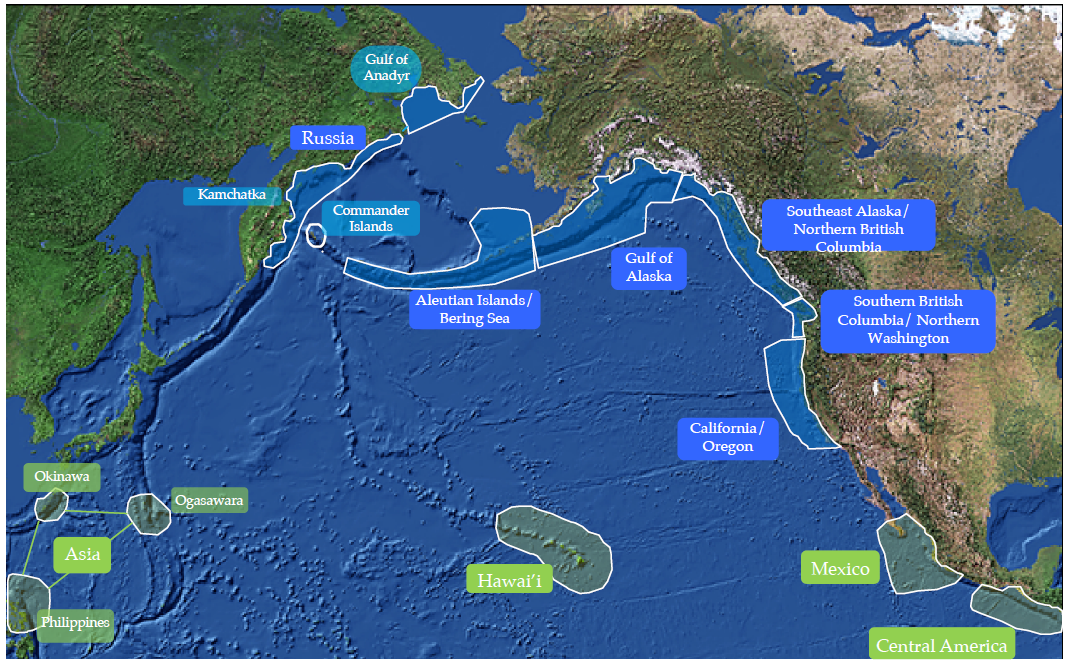 Gulf of
Anadyr
Russia
Kamchatka
Commander
Islands
Southeast Alaska/
Northern British
Columbia
Gulf of
Alaska
Aleutian Islands/
Bering Sea
Southern British
Columbia/ Northern
Washington
California/
Oregon
Okinawa
Ogasawara
Asia
Hawai'i
Mexico
Philippines
Central America